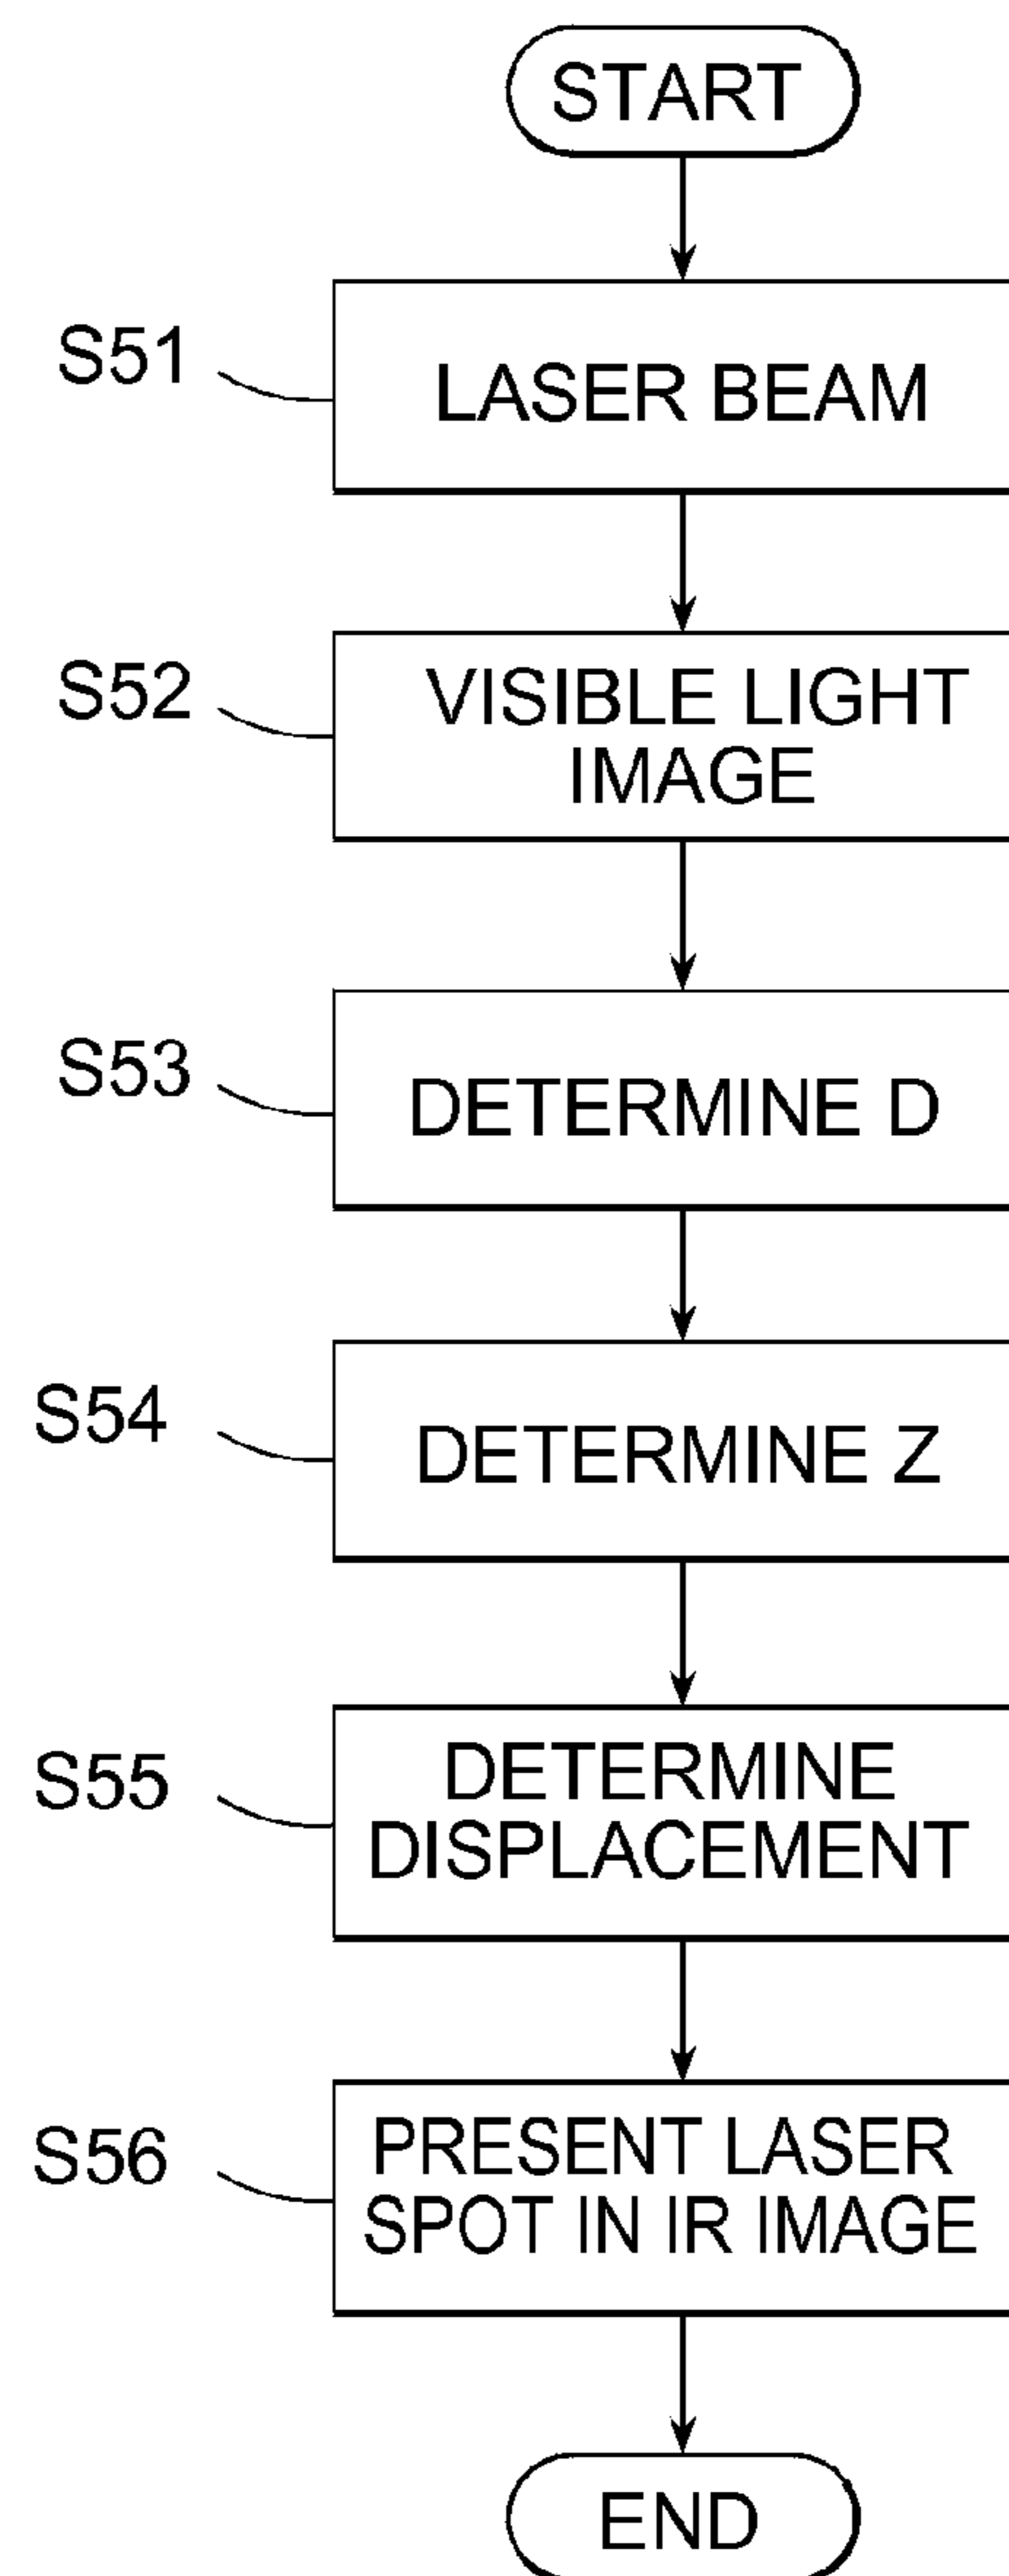 START
S51
LASER BEAM
S52
VISIBLE LIGHT
IMAGE
S53
DETERMINE D
S54
DETERMINE Z
S55
DETERMINE
DISPLACEMENT
S56
PRESENT LASER
SPOT IN IR IMAGE
END